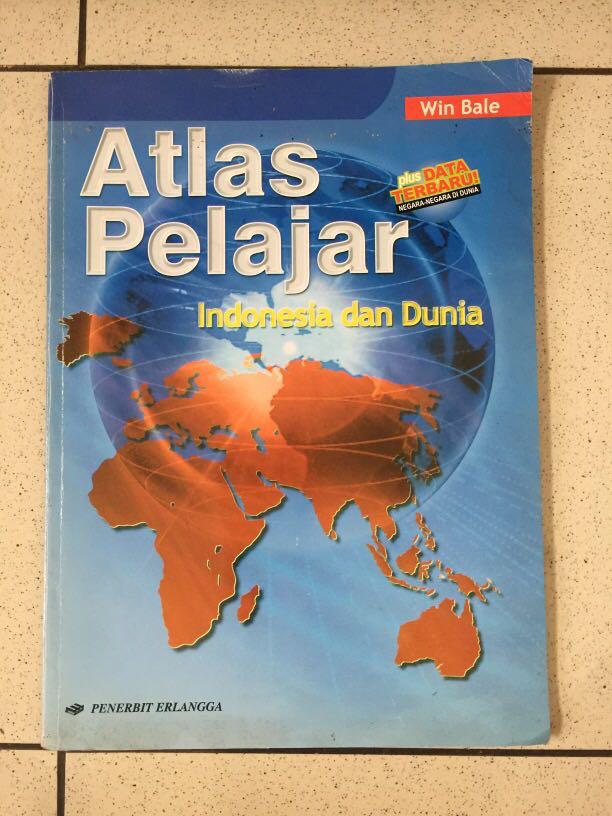 Win Bale
Atlas
Pelajar
plus DATA
TERBARU!
NEGARA-NEGARA DI DUNIA
Indonesia dan Dunia
PENERBIT ERLANGGA